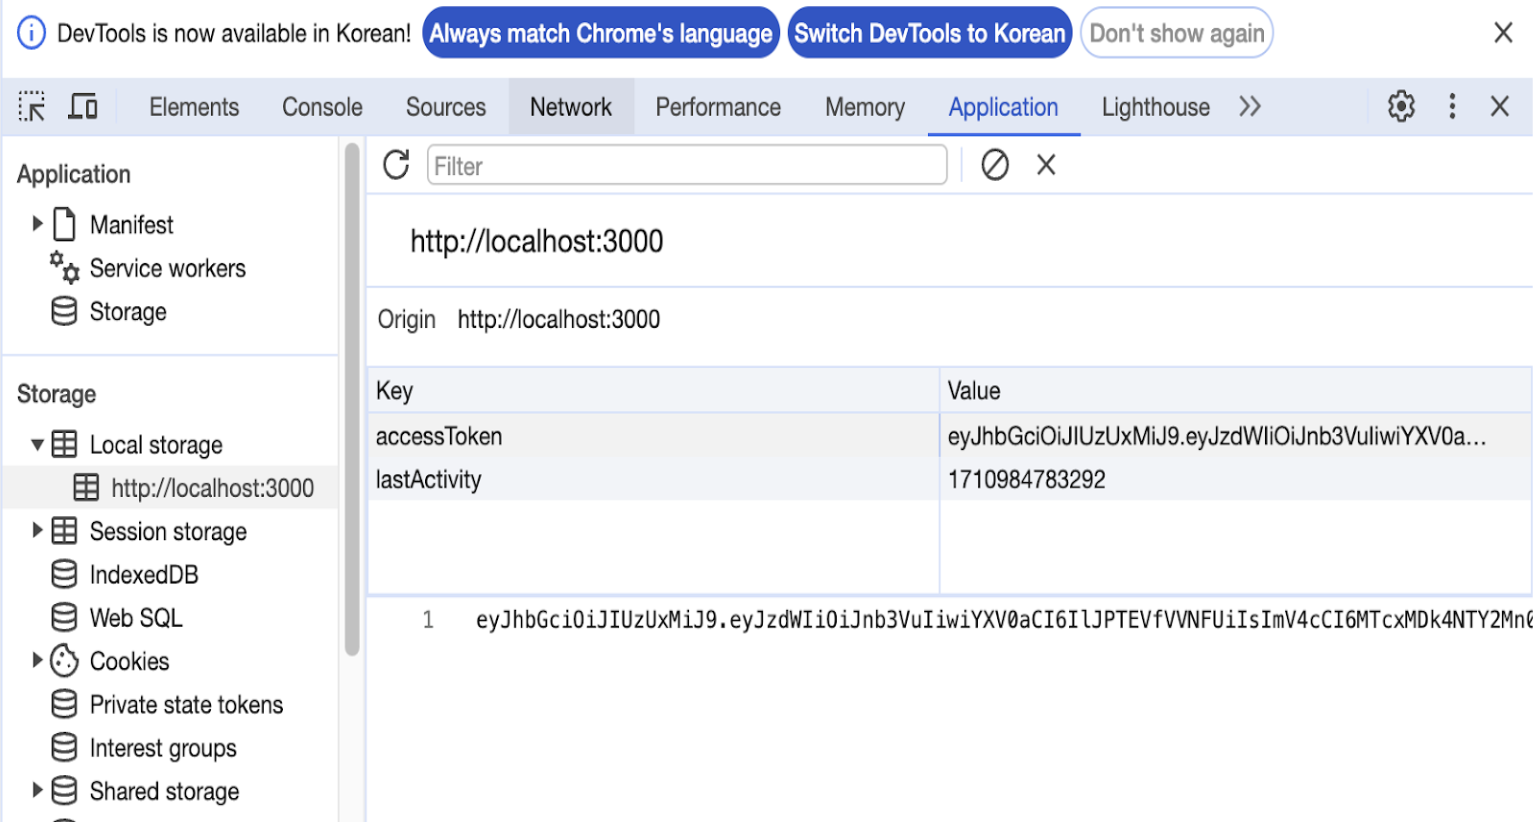 DevTools is now available in Korean! Always match Chrome's language Switch DevTools to Korean Don't show again
Elements Console Sources Network Performance Memory Application Lighthouse
Application
Manifest
Service workers
Storage
Storage
Local storage
http://localhost:3000
Session storage
IndexedDB
Web SQL
Cookies
Private state tokens
Interest groups
Shared storage
Filter
http://localhost:3000
Origin http://localhost:3000
Key Value
accessToken eyJhbGciOiJIUzUxMiJ9.eyJzdWIiOiJnb3VuIiwiYXV0a...
lastActivity 1710984783292
1 eyJhbGciOiJIUzUxMiJ9.eyJzdWIiOiJnb3VuIiwiYXV0aCI6IlJPTEVfVVNFUiIsImV4cCI6MTcxMDk4NTY2Mn0